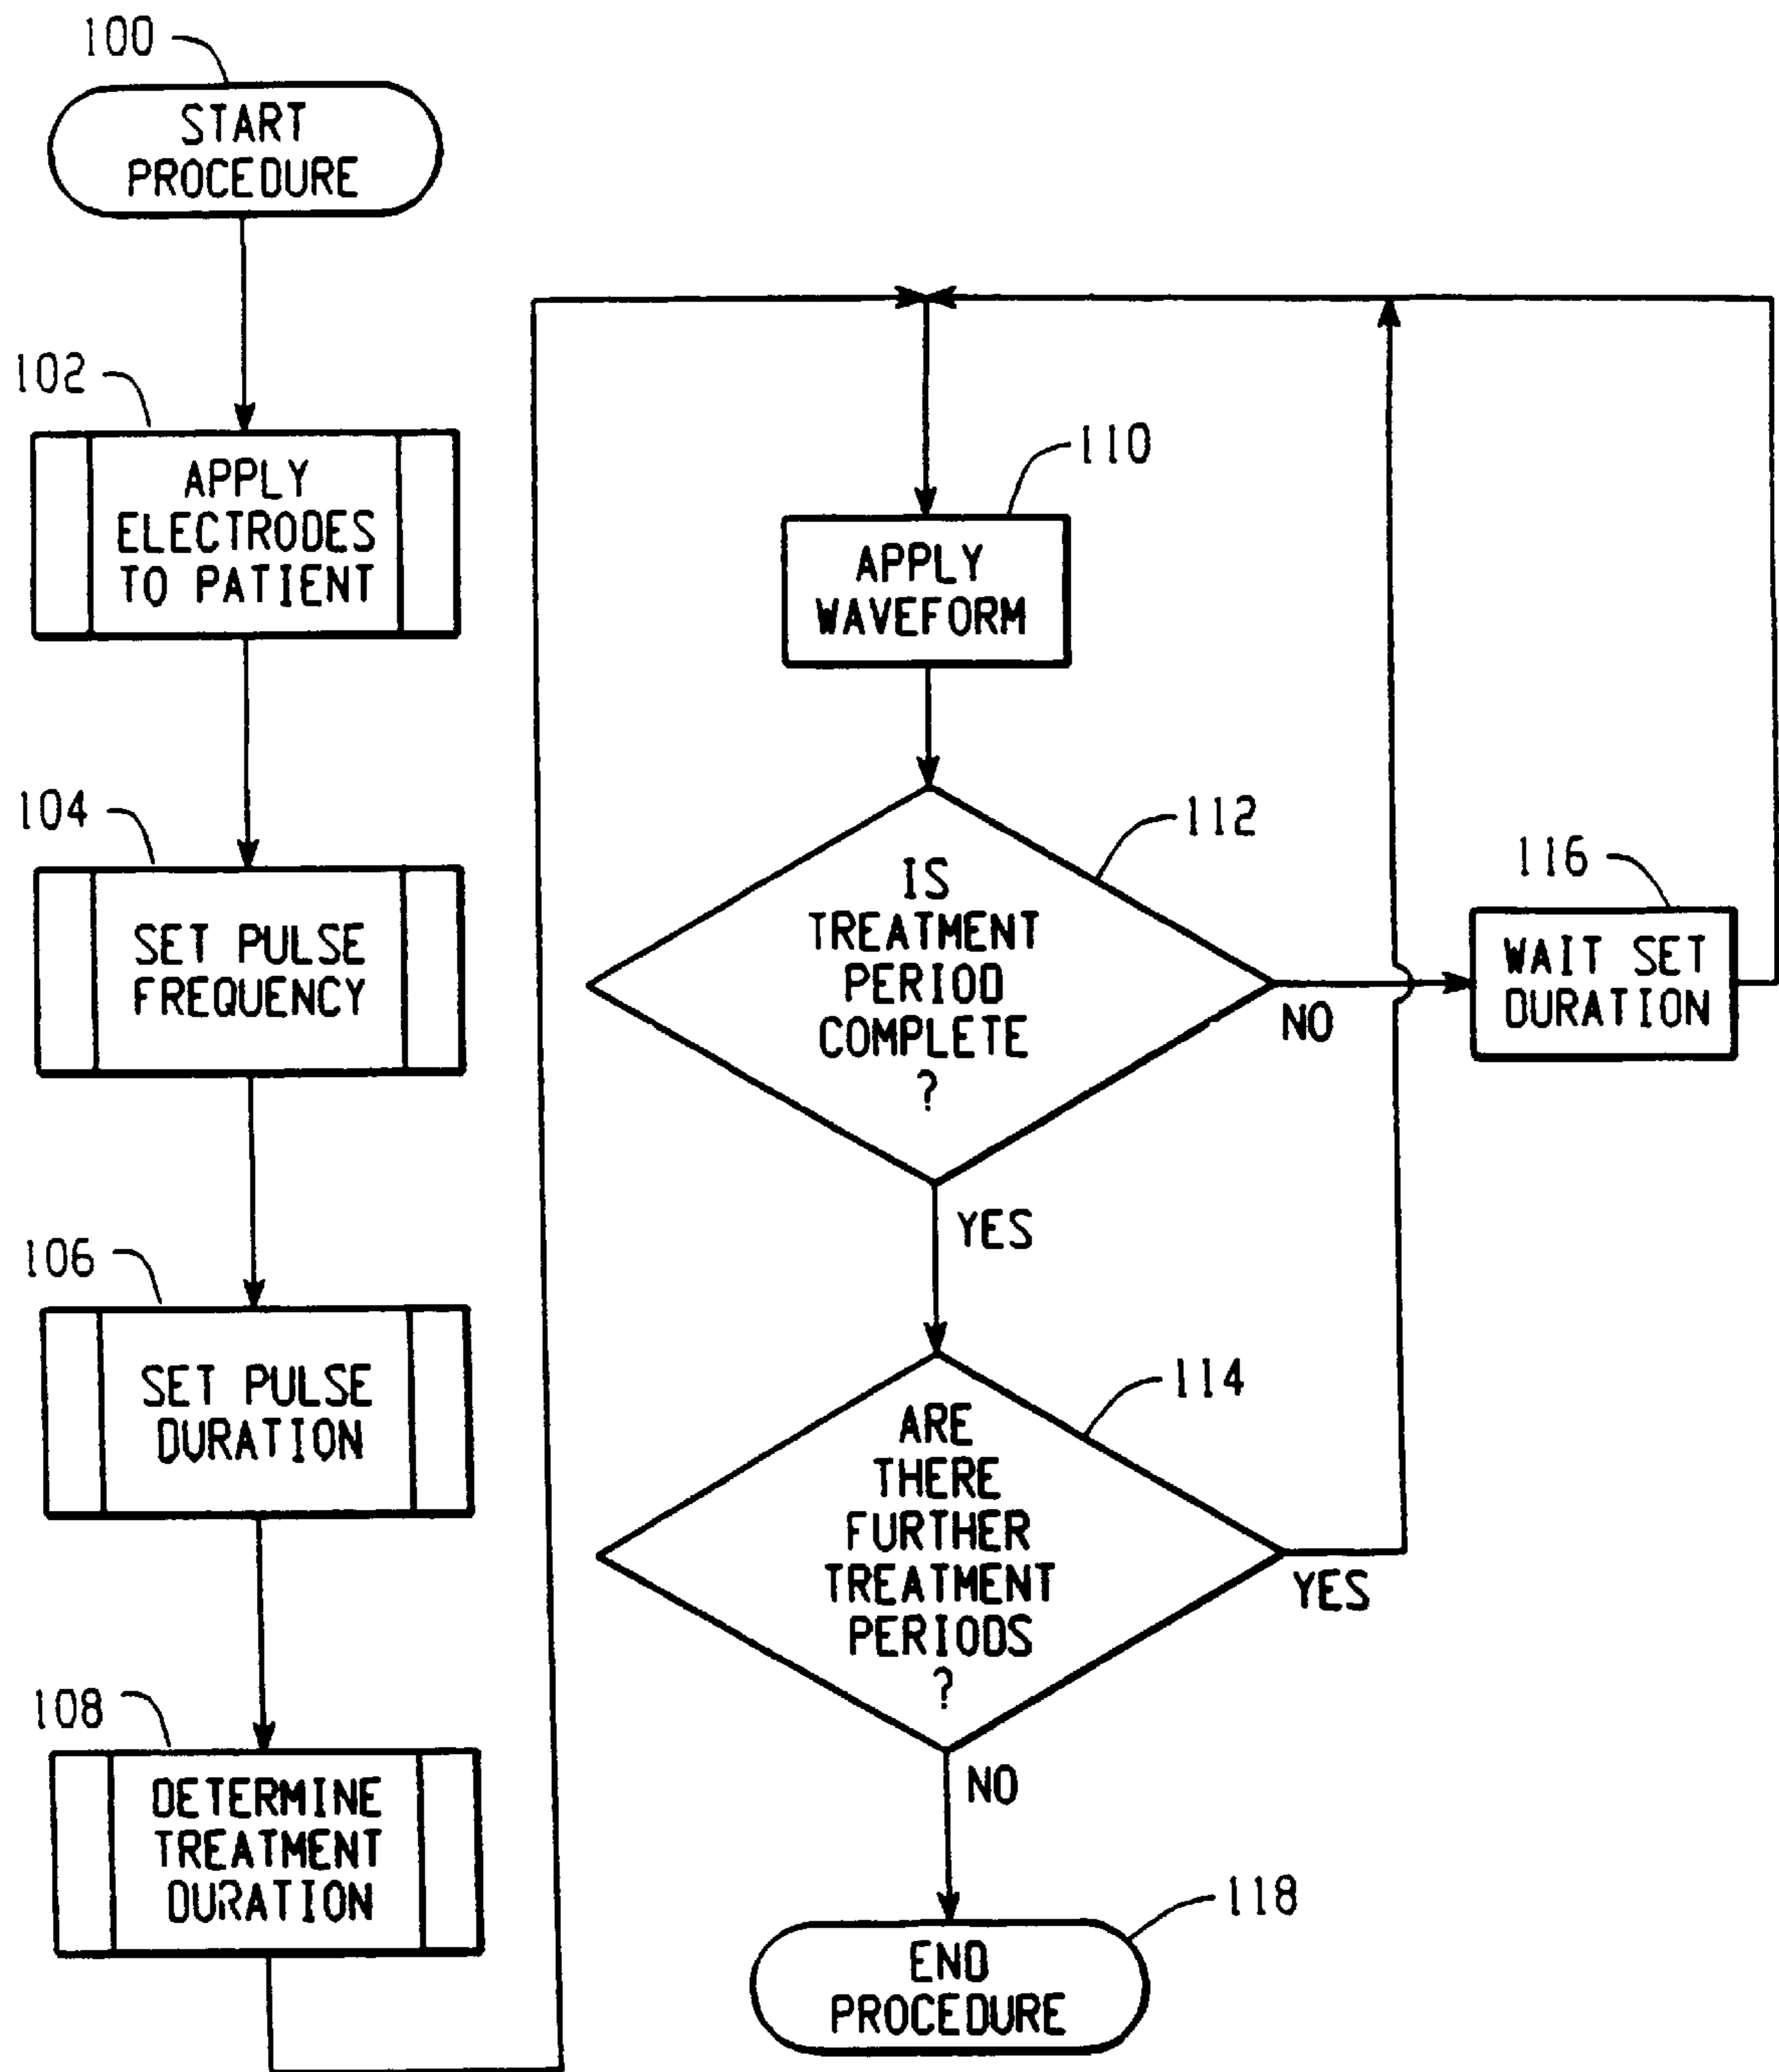 100
START
PROCEDURE
102
APPLY
ELECTRODES
TO PATIENT
104
SET PULSE
FREQUENCY
106
SET PULSE
DURATION
108
DETERMINE
TREATMENT
DURATION
110
APPLY
WAVEFORM
112
IS
TREATMENT
PERIOD
COMPLETE
?
NO
116
WAIT SET
DURATION
YES
114
ARE
THERE
FURTHER
TREATMENT
PERIODS
?
YES
NO
118
END
PROCEDURE